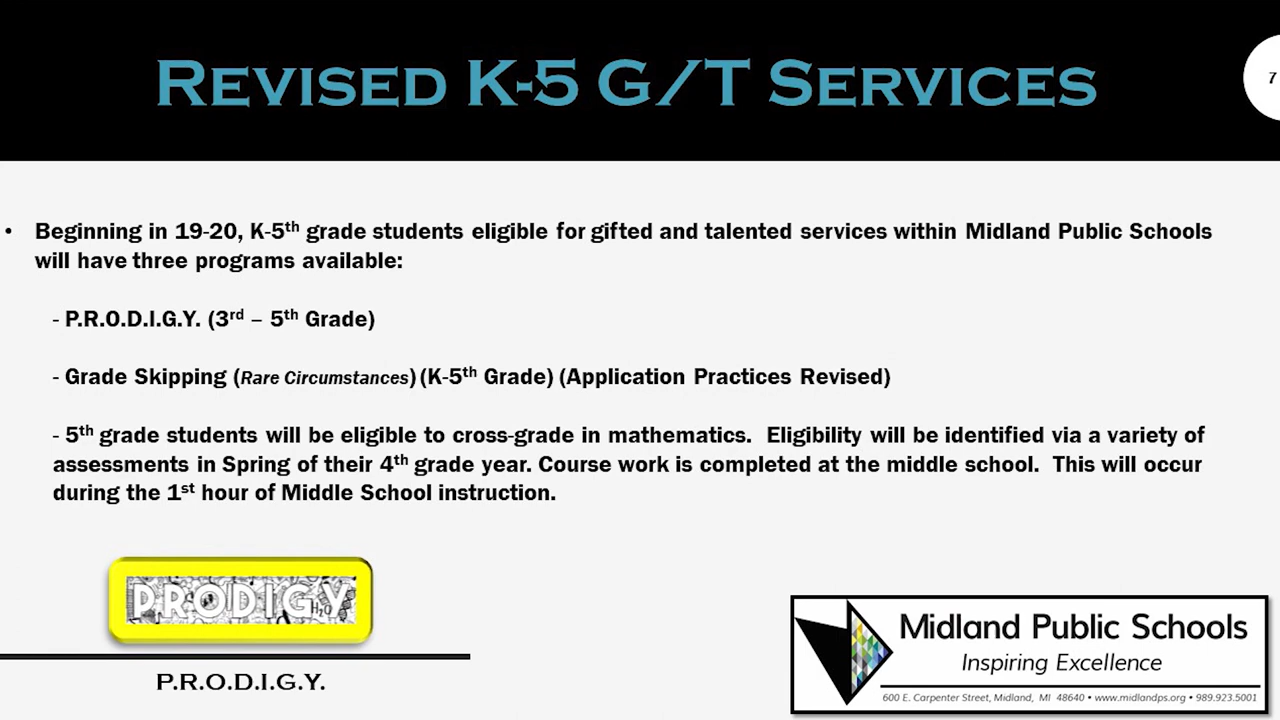 REVISED K-5 G/T SERVICES
7
• Beginning in 19-20, K-5th grade students eligible for gifted and talented services within Midland Public Schools
will have three programs available:
- P.R.O.D.I.G.Y. (3rd – 5th Grade)
- Grade Skipping (Rare Circumstances) (K-5th Grade) (Application Practices Revised)
- 5th grade students will be eligible to cross-grade in mathematics.  Eligibility will be identified via a variety of
assessments in Spring of their 4th grade year. Course work is completed at the middle school.  This will occur
during the 1st hour of Middle School instruction.
PRODIGY
H2O
P.R.O.D.I.G.Y.
Midland Public Schools
Inspiring Excellence
600 E. Carpenter Street, Midland, MI 48640 • www.midlandps.org • 989.923.5001